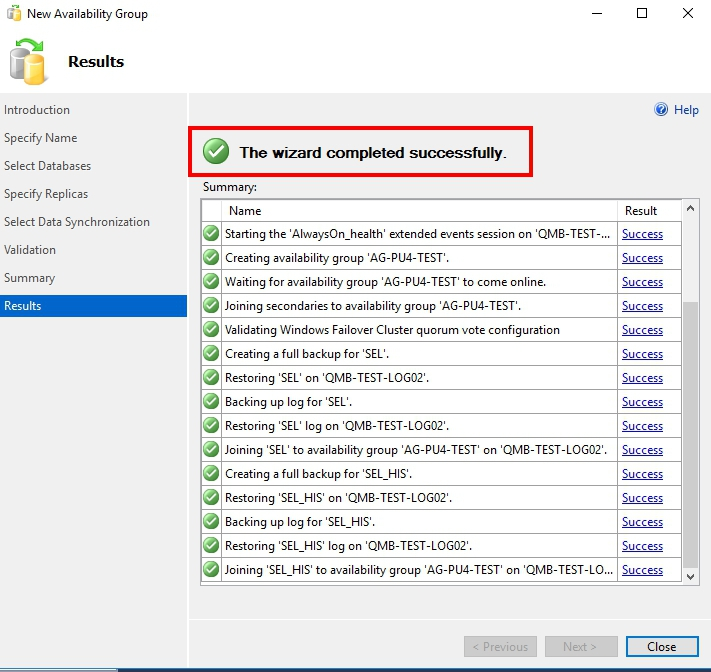 New Availability Group
Results
Introduction
Specify Name
Select Databases
Specify Replicas
Select Data Synchronization
Validation
Summary
Results
Help
The wizard completed successfully.
Summary:
Name Result
Starting the 'AlwaysOn_health' extended events session on 'QMB-TEST-... Success
Creating availability group 'AG-PU4-TEST'. Success
Waiting for availability group 'AG-PU4-TEST' to come online. Success
Joining secondaries to availability group 'AG-PU4-TEST'. Success
Validating Windows Failover Cluster quorum vote configuration Success
Creating a full backup for 'SEL'. Success
Restoring 'SEL' on 'QMB-TEST-LOG02'. Success
Backing up log for 'SEL'. Success
Restoring 'SEL' log on 'QMB-TEST-LOG02'. Success
Joining 'SEL' to availability group 'AG-PU4-TEST' on 'QMB-TEST-LOG02'. Success
Creating a full backup for 'SEL_HIS'. Success
Restoring 'SEL_HIS' on 'QMB-TEST-LOG02'. Success
Backing up log for 'SEL_HIS'. Success
Restoring 'SEL_HIS' log on 'QMB-TEST-LOG02'. Success
Joining 'SEL_HIS' to availability group 'AG-PU4-TEST' on 'QMB-TEST-LO... Success
< Previous Next > Close